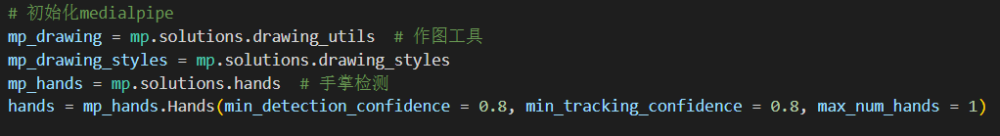 # 初始化medialpipe
mp_drawing = mp.solutions.drawing_utils  # 作图工具
mp_drawing_styles = mp.solutions.drawing_styles
mp_hands = mp.solutions.hands  # 手掌检测
hands = mp_hands.Hands(min_detection_confidence = 0.8, min_tracking_confidence = 0.8, max_num_hands = 1)